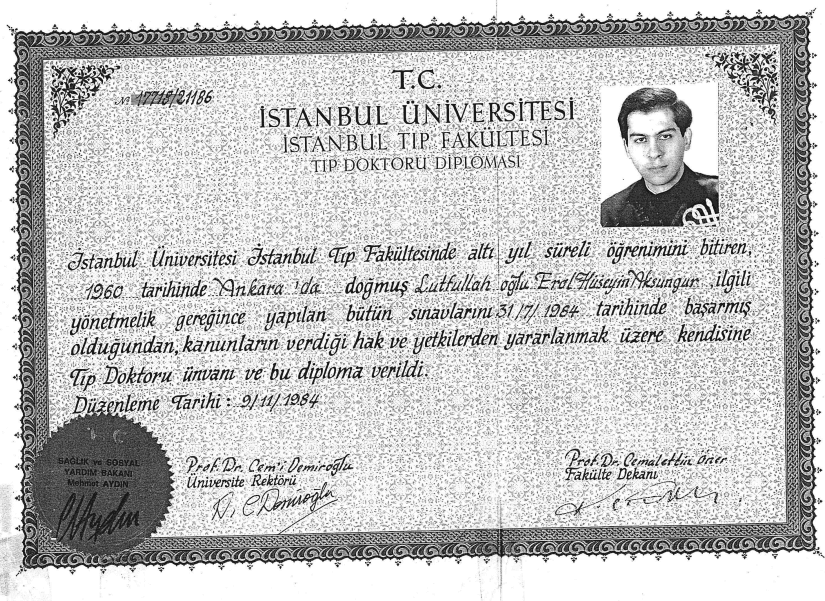 № 17718/21186
T.C.
İSTANBUL ÜNİVERSİTESİ
İSTANBUL TIP FAKÜLTESİ
TIP DOKTORU DİPLOMASI
İstanbul Üniversitesi İstanbul Tıp Fakültesinde altı yıl süreli öğrenimini bitiren,
1960 tarihinde Ankara'da doğmuş Lutfullah oğlu Erol Hüseyin Aksungur ilgili
yönetmelik gereğince yapılan bütün sınavlarını 31/7/1984 tarihinde başarmış
olduğundan, kanunların verdiği hak ve yetkilerden yararlanmak üzere kendisine
Tıp Doktoru ünvanı ve bu diploma verildi.
Düzenleme Tarihi: 9/11/1984
SAĞLIK ve SOSYAL
YARDIM BAKANI
Mehmet AYDIN
Prof. Dr. Cem'i Demiroğlu
Üniversite Rektörü
Prof. Dr. Cemalettin Öner
Fakülte Dekanı